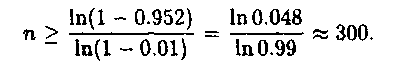 n ≥ ln(1 − 0.952) / ln(1 − 0.01) = ln 0.048 / ln 0.99 ≈ 300.